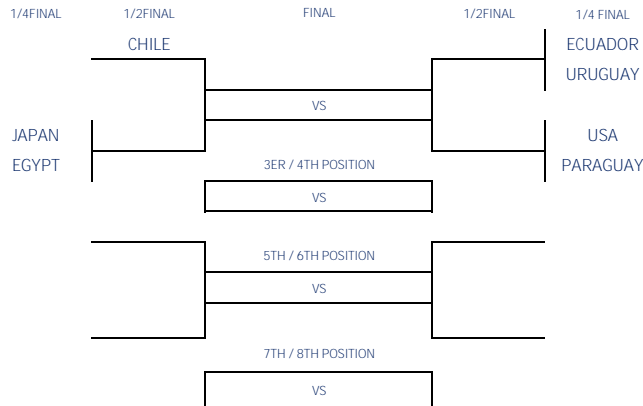 1/4FINAL 1/2FINAL FINAL 1/2FINAL 1/4 FINAL
CHILE ECUADOR
URUGUAY
VS
JAPAN USA
EGYPT 3ER / 4TH POSITION PARAGUAY
VS
5TH / 6TH POSITION
VS
7TH / 8TH POSITION
VS